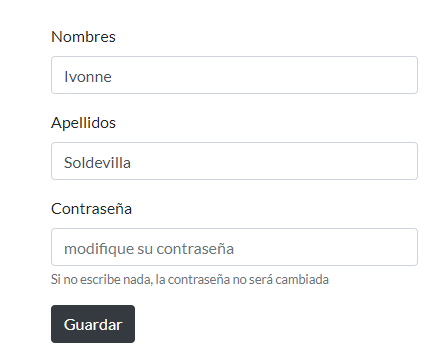 Nombres
Ivonne
Apellidos
Soldevilla
Contraseña
modifique su contraseña
Si no escribe nada, la contraseña no será cambiada
Guardar